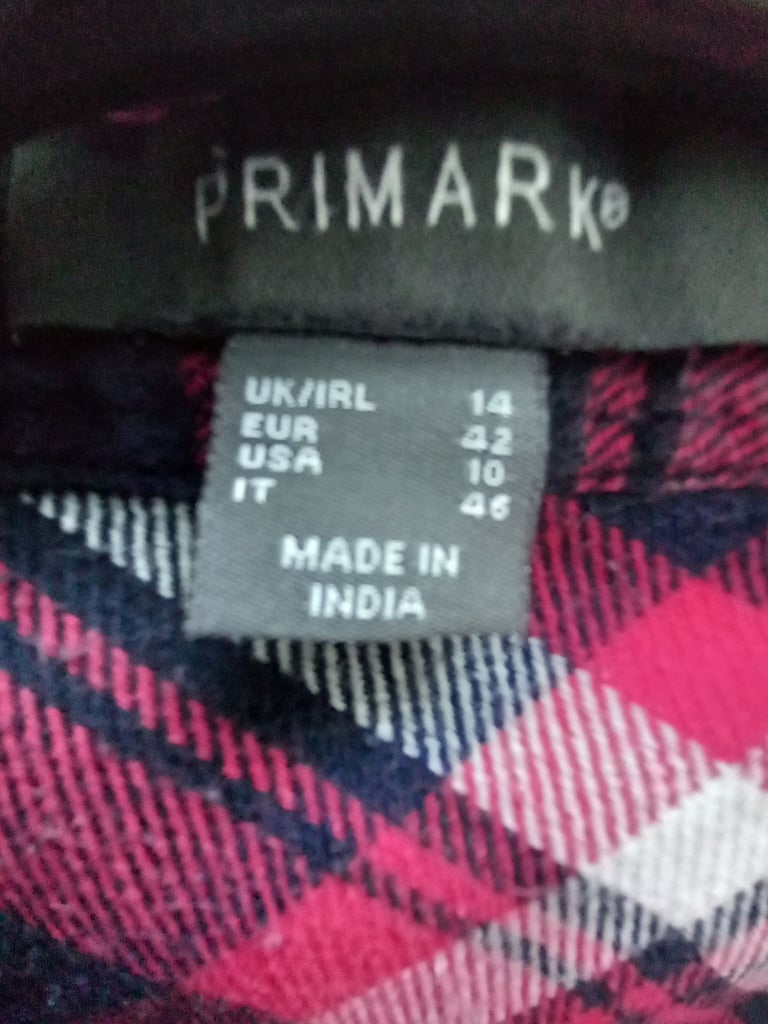 PRIMARK®
UK/IRL 14
EUR 42
USA 10
IT 46
MADE IN
INDIA